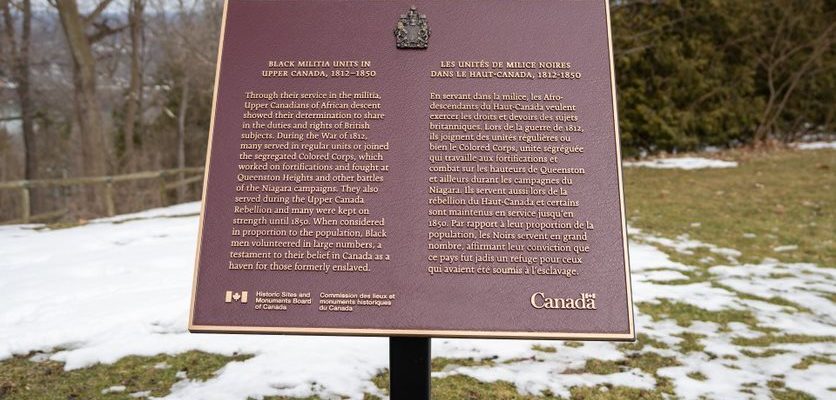 BLACK MILITIA UNITS IN
UPPER CANADA, 1812–1850
Through their service in the militia,
Upper Canadians of African descent
showed their determination to share
in the duties and rights of British
subjects. During the War of 1812,
many served in regular units or joined
the segregated Colored Corps, which
worked on fortifications and fought at
Queenston Heights and other battles
of the Niagara campaigns. They also
served during the Upper Canada
Rebellion and many were kept on
strength until 1850. When considered
in proportion to the population, Black
men volunteered in large numbers, a
testament to their belief in Canada as a
haven for those formerly enslaved.
LES UNITÉS DE MILICE NOIRES
DANS LE HAUT-CANADA, 1812-1850
En servant dans la milice, les Afro-
descendants du Haut-Canada veulent
exercer les droits et devoirs des sujets
britanniques. Lors de la guerre de 1812,
ils joignent des unités régulières ou
bien le Colored Corps, unité ségréguée
qui travaille aux fortifications et
combat sur les hauteurs de Queenston
et ailleurs durant les campagnes du
Niagara. Ils servent aussi lors de la
rébellion du Haut-Canada et certains
sont maintenus en service jusqu'en
1850. Par rapport à leur proportion de la
population, les Noirs servent en grand
nombre, affirmant leur conviction que
ce pays fut jadis un refuge pour ceux
qui avaient été soumis à l'esclavage.
Historic Sites and
Monuments Board
of Canada
Commission des lieux et
monuments historiques
du Canada
Canada